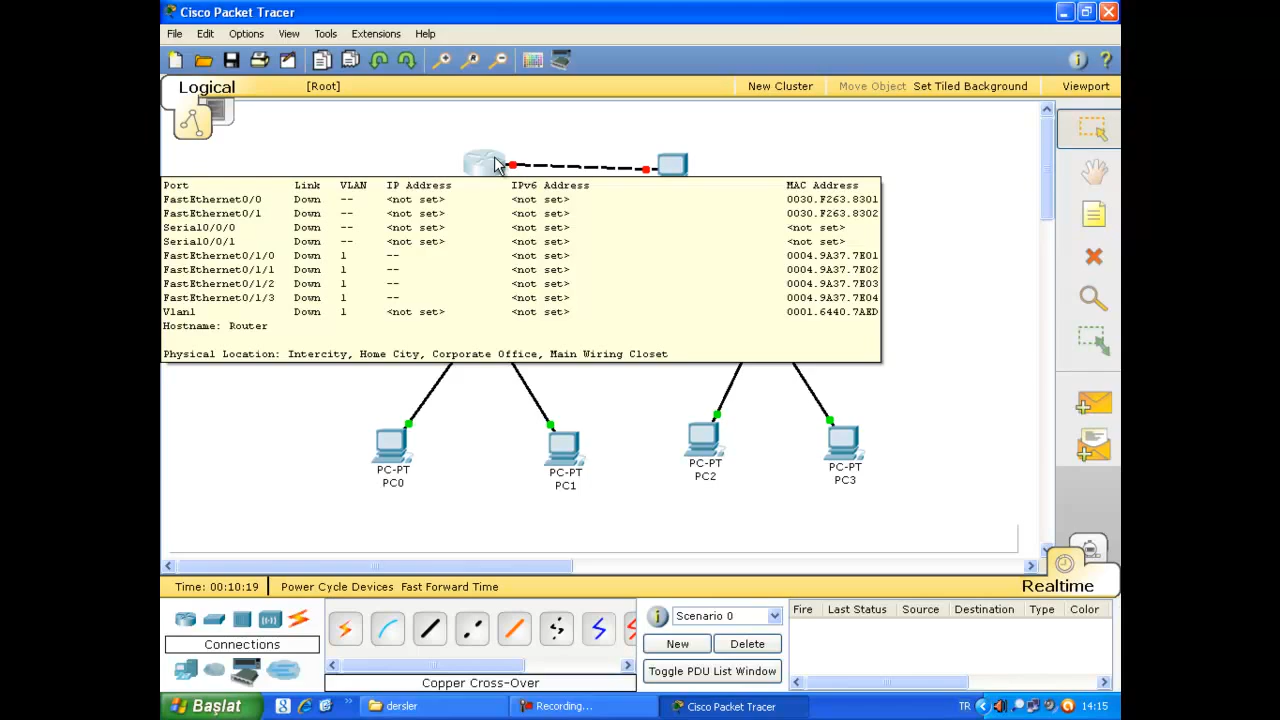 Cisco Packet Tracer
File Edit Options View Tools Extensions Help
Logical [Root] New Cluster Move Object Set Tiled Background Viewport
Port Link VLAN IP Address IPv6 Address MAC Address
FastEthernet0/0 Down -- <not set> <not set> 0030.F263.8301
FastEthernet0/1 Down -- <not set> <not set> 0030.F263.8302
Serial0/0/0 Down -- <not set> <not set> <not set>
Serial0/0/1 Down -- <not set> <not set> <not set>
FastEthernet0/1/0 Down 1 -- <not set> 0004.9A37.7E01
FastEthernet0/1/1 Down 1 -- <not set> 0004.9A37.7E02
FastEthernet0/1/2 Down 1 -- <not set> 0004.9A37.7E03
FastEthernet0/1/3 Down 1 -- <not set> 0004.9A37.7E04
Vlan1 Down 1 <not set> <not set> 0001.6440.7AED
Hostname: Router
Physical Location: Intercity, Home City, Corporate Office, Main Wiring Closet
PC-PT
PC0
PC-PT
PC1
PC-PT
PC2
PC-PT
PC3
Time: 00:10:19 Power Cycle Devices Fast Forward Time Realtime
Connections
Copper Cross-Over
Scenario 0
New Delete
Toggle PDU List Window
Fire Last Status Source Destination Type Color
Başlat dersler Recording... Cisco Packet Tracer TR 14:15